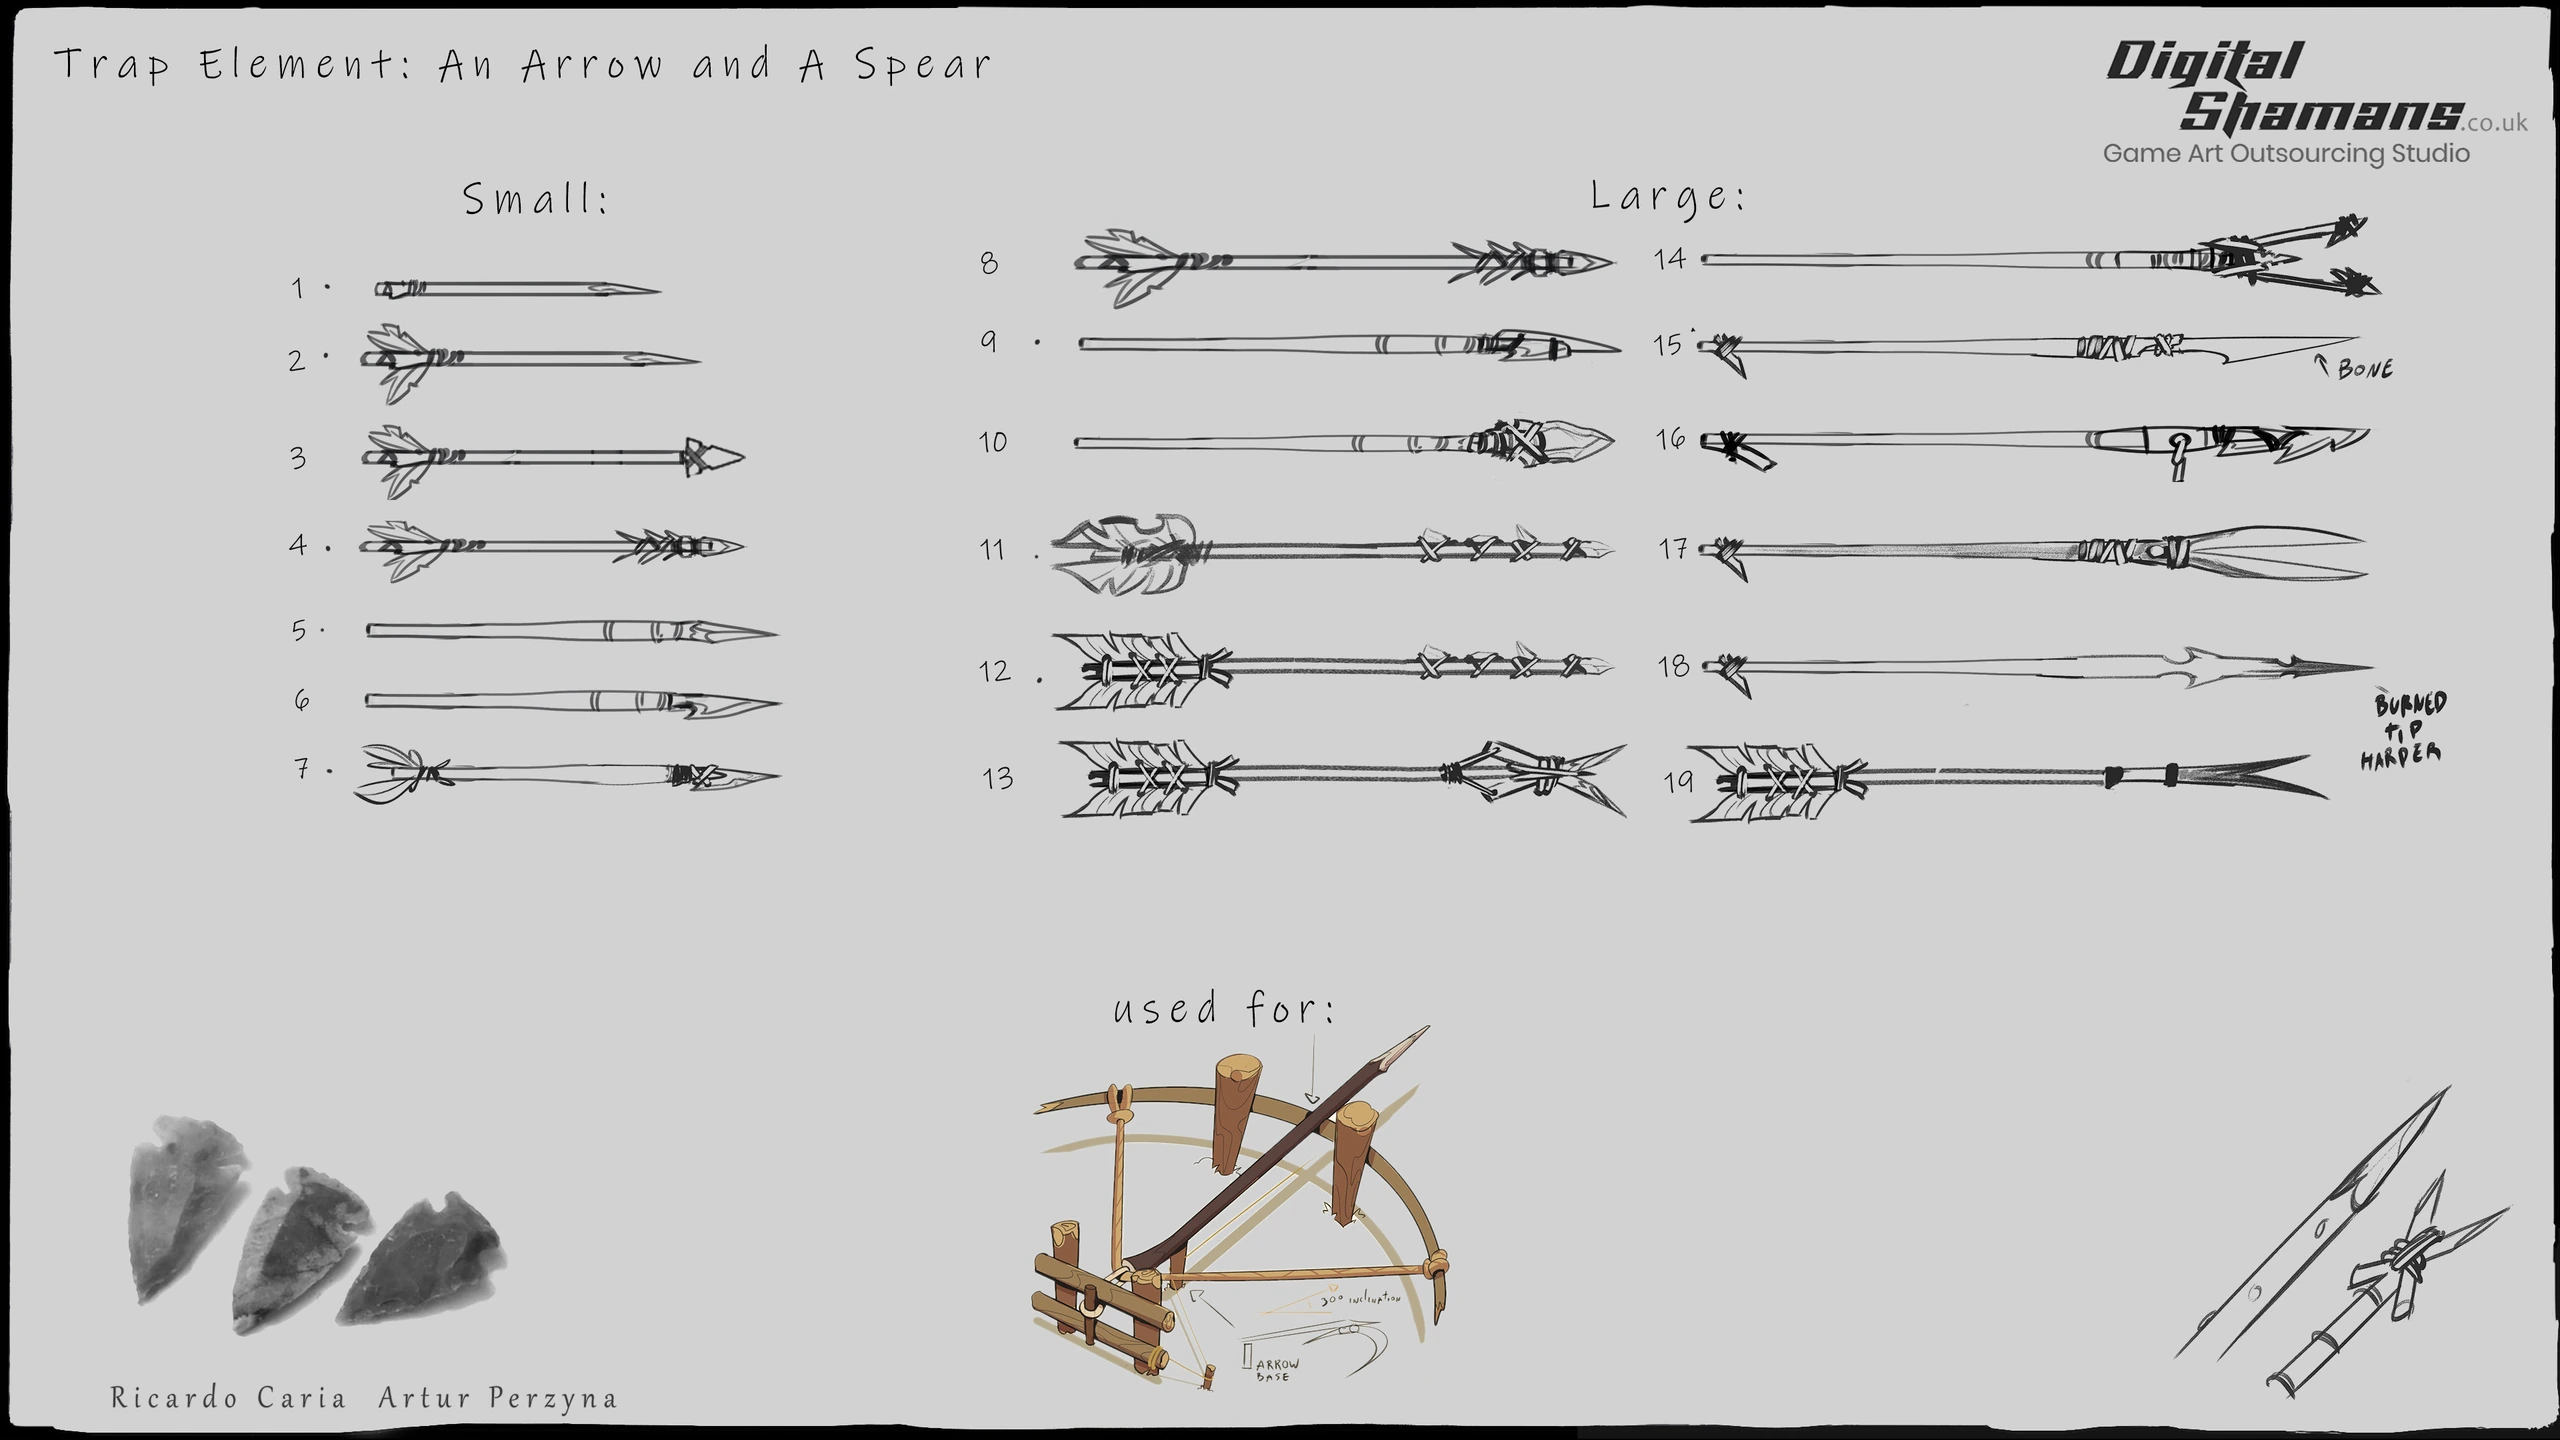 Trap Element: An Arrow and A Spear
Digital
Shamans.co.uk
Game Art Outsourcing Studio
Small:
1
2
3
4
5
6
7
Large:
8
9
10
11
12
13
14
15
BONE
16
17
18
BURNED
tip
HARDER
19
used for:
30° inclination
ARROW
BASE
Ricardo Caria Artur Perzyna